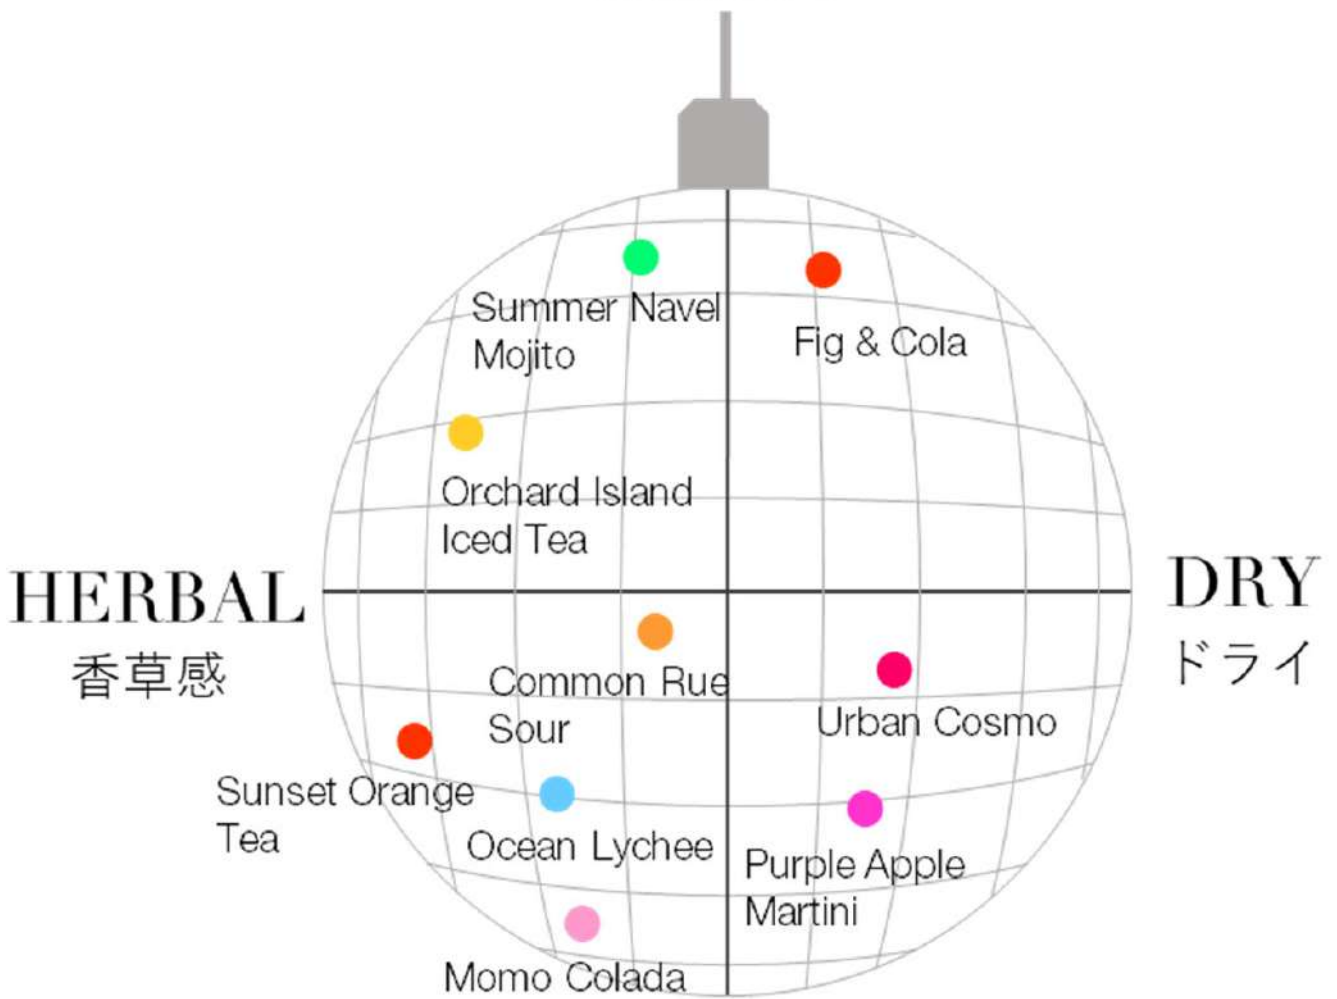 Summer Navel
Mojito
Fig & Cola
Orchard Island
Iced Tea
HERBAL
香草感
DRY
ドライ
Common Rue
Sour
Urban Cosmo
Sunset Orange
Tea
Ocean Lychee
Purple Apple
Martini
Momo Colada